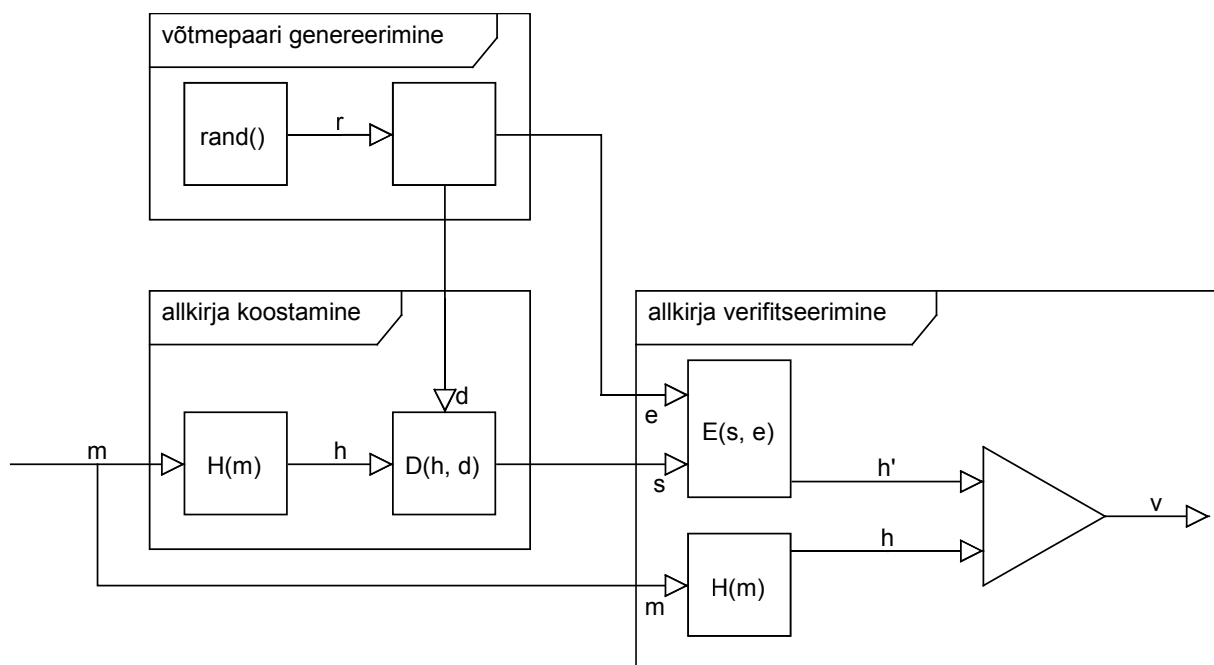 võtmepaari genereerimine
rand()
r
allkirja koostamine
d
m
H(m)
h
D(h, d)
allkirja verifitseerimine
e
s
E(s, e)
h'
h
v
m
H(m)